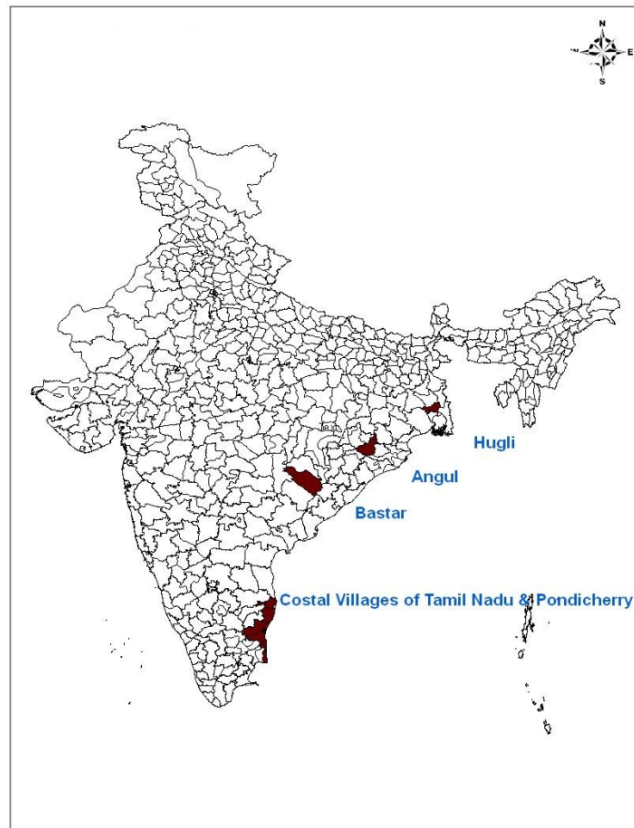 N
E
S
Hugli
Angul
Bastar
Costal Villages of Tamil Nadu & Pondicherry